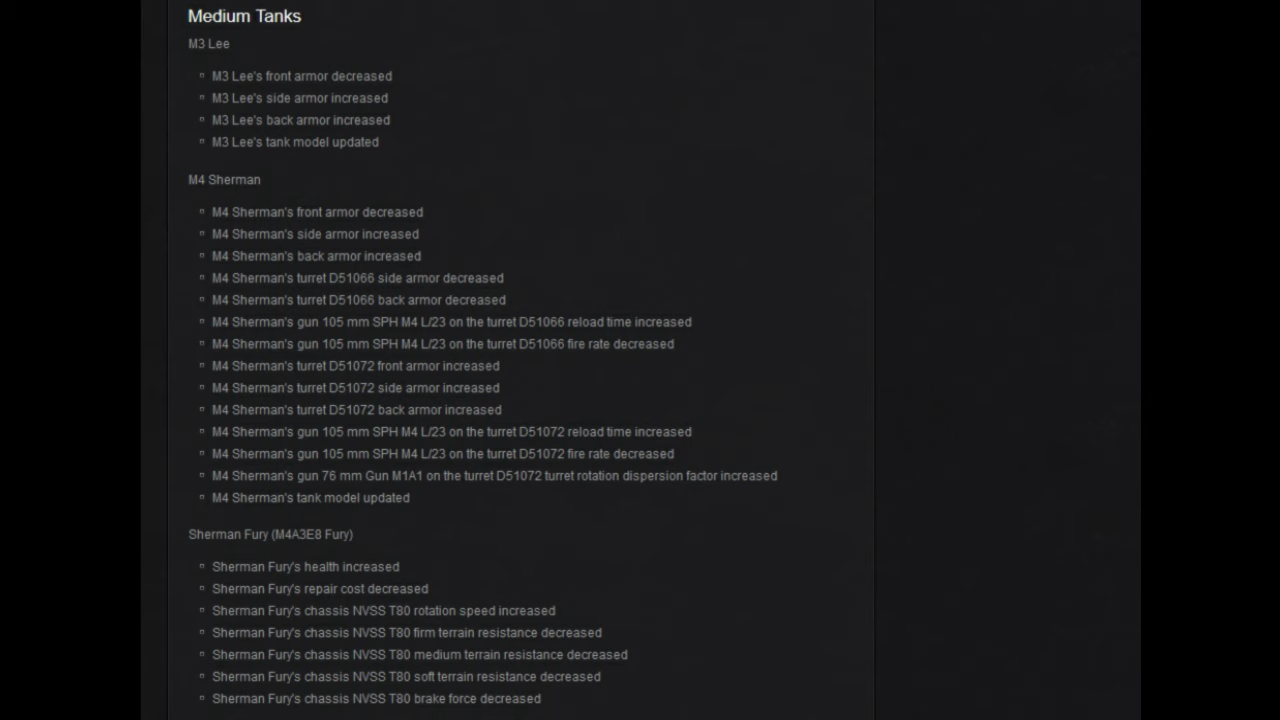 Medium Tanks
M3 Lee
▫ M3 Lee's front armor decreased
▫ M3 Lee's side armor increased
▫ M3 Lee's back armor increased
▫ M3 Lee's tank model updated
M4 Sherman
▫ M4 Sherman's front armor decreased
▫ M4 Sherman's side armor increased
▫ M4 Sherman's back armor increased
▫ M4 Sherman's turret D51066 side armor decreased
▫ M4 Sherman's turret D51066 back armor decreased
▫ M4 Sherman's gun 105 mm SPH M4 L/23 on the turret D51066 reload time increased
▫ M4 Sherman's gun 105 mm SPH M4 L/23 on the turret D51066 fire rate decreased
▫ M4 Sherman's turret D51072 front armor increased
▫ M4 Sherman's turret D51072 side armor increased
▫ M4 Sherman's turret D51072 back armor increased
▫ M4 Sherman's gun 105 mm SPH M4 L/23 on the turret D51072 reload time increased
▫ M4 Sherman's gun 105 mm SPH M4 L/23 on the turret D51072 fire rate decreased
▫ M4 Sherman's gun 76 mm Gun M1A1 on the turret D51072 turret rotation dispersion factor increased
▫ M4 Sherman's tank model updated
Sherman Fury (M4A3E8 Fury)
▫ Sherman Fury's health increased
▫ Sherman Fury's repair cost decreased
▫ Sherman Fury's chassis NVSS T80 rotation speed increased
▫ Sherman Fury's chassis NVSS T80 firm terrain resistance decreased
▫ Sherman Fury's chassis NVSS T80 medium terrain resistance decreased
▫ Sherman Fury's chassis NVSS T80 soft terrain resistance decreased
▫ Sherman Fury's chassis NVSS T80 brake force decreased